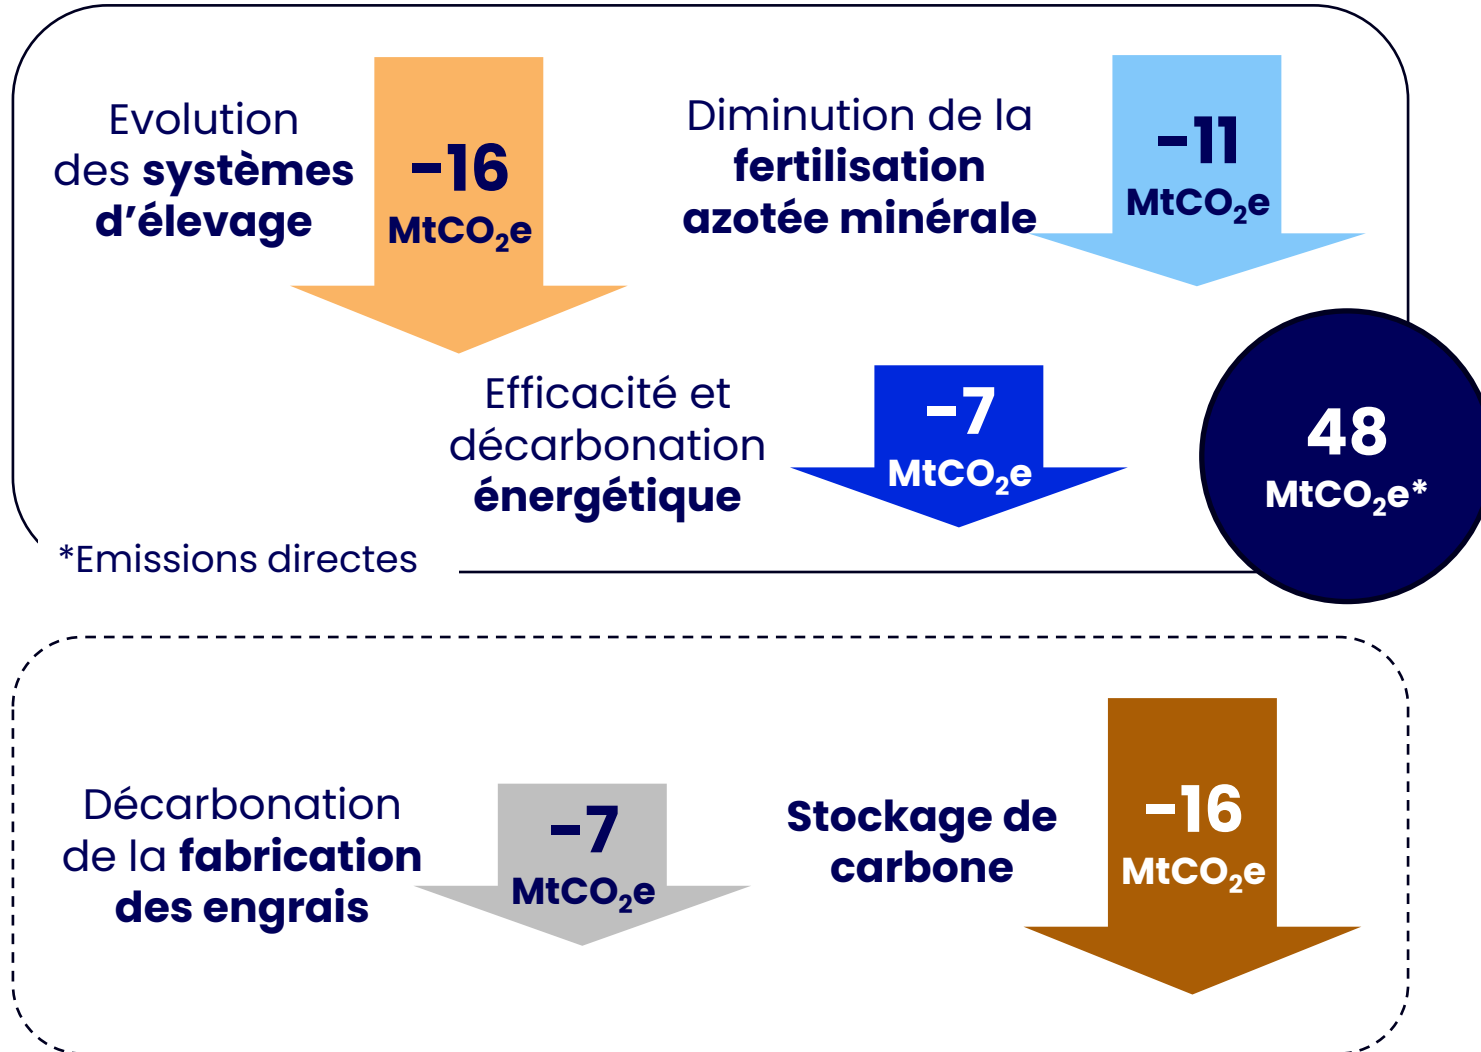 Evolution
des systèmes
d’élevage
-16
MtCO₂e
Diminution de la
fertilisation
azotée minérale
-11
MtCO₂e
Efficacité et
décarbonation
énergétique
-7
MtCO₂e
48
MtCO₂e*
*Emissions directes
Décarbonation
de la fabrication
des engrais
-7
MtCO₂e
Stockage de
carbone
-16
MtCO₂e